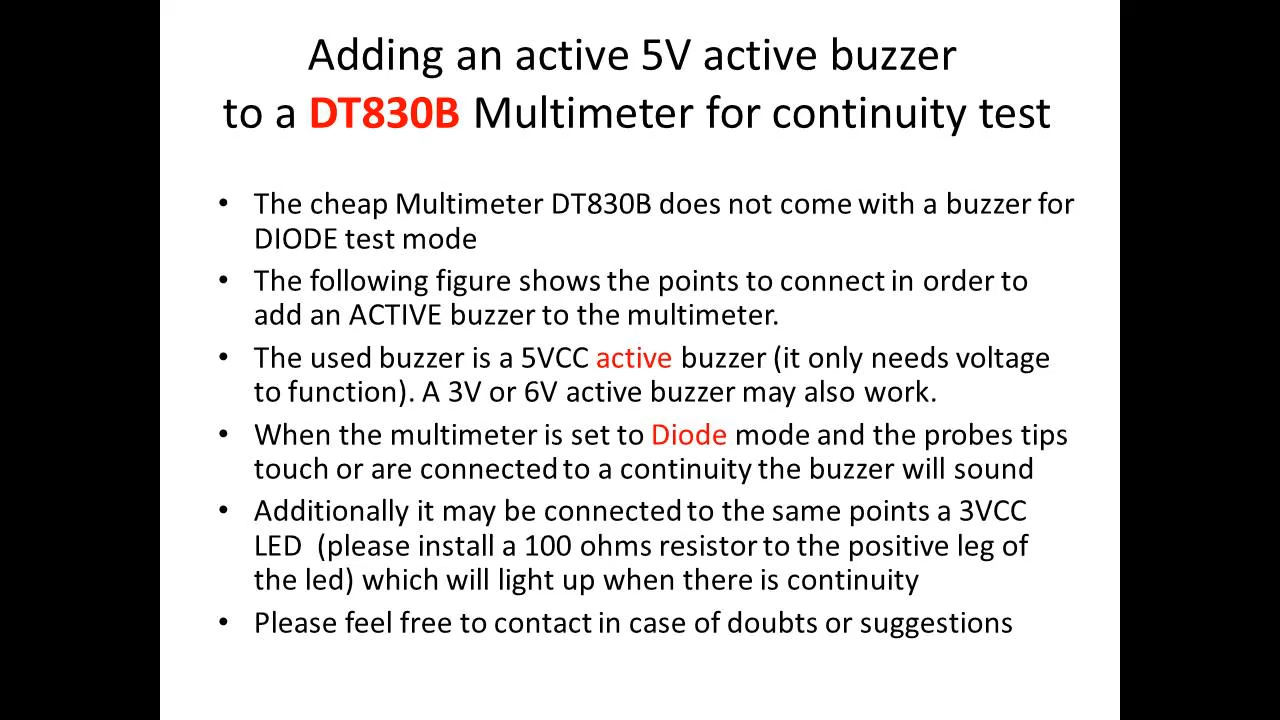 Adding an active 5V active buzzer
to a DT830B Multimeter for continuity test
• The cheap Multimeter DT830B does not come with a buzzer for
DIODE test mode
• The following figure shows the points to connect in order to
add an ACTIVE buzzer to the multimeter.
• The used buzzer is a 5VCC active buzzer (it only needs voltage
to function). A 3V or 6V active buzzer may also work.
• When the multimeter is set to Diode mode and the probes tips
touch or are connected to a continuity the buzzer will sound
• Additionally it may be connected to the same points a 3VCC
LED  (please install a 100 ohms resistor to the positive leg of
the led) which will light up when there is continuity
• Please feel free to contact in case of doubts or suggestions